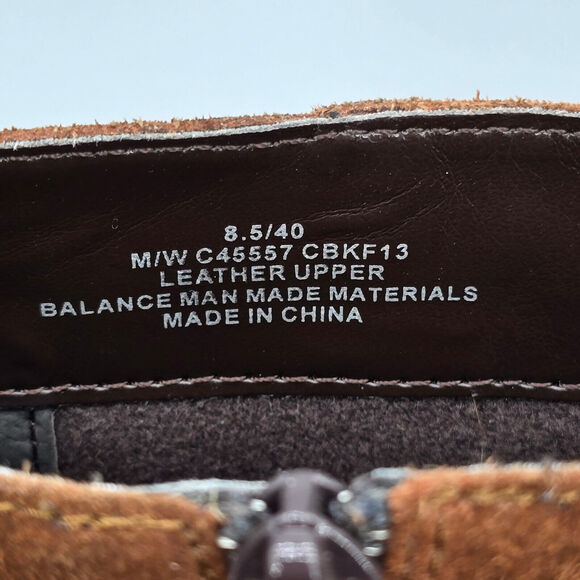 8.5/40
M/W C45557 CBKF13
LEATHER UPPER
BALANCE MAN MADE MATERIALS
MADE IN CHINA